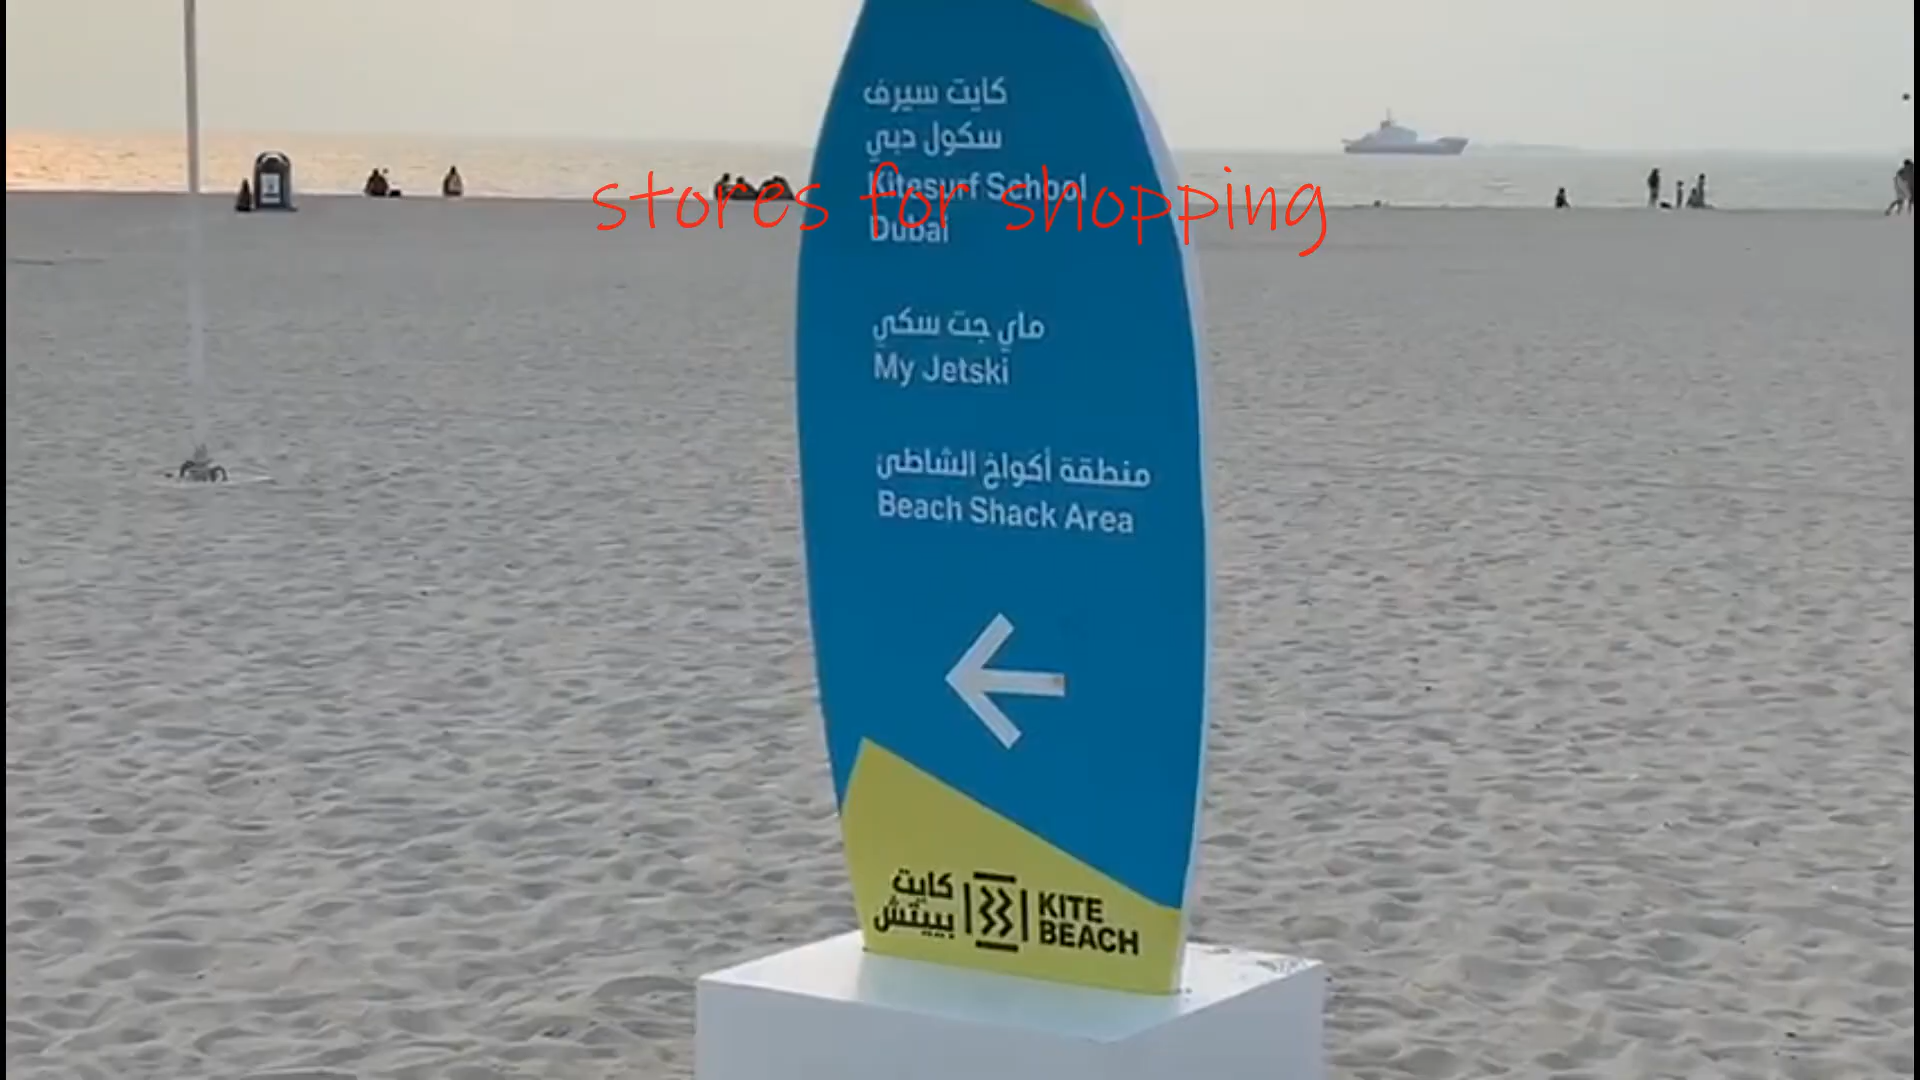 كايت سيرف
سكول دبي
Kitesurf School
Dubai
stores for shopping
ماي جت سكي
My Jetski
منطقة أكواخ الشاطئ
Beach Shack Area
كايت
بييتش
KITE
BEACH